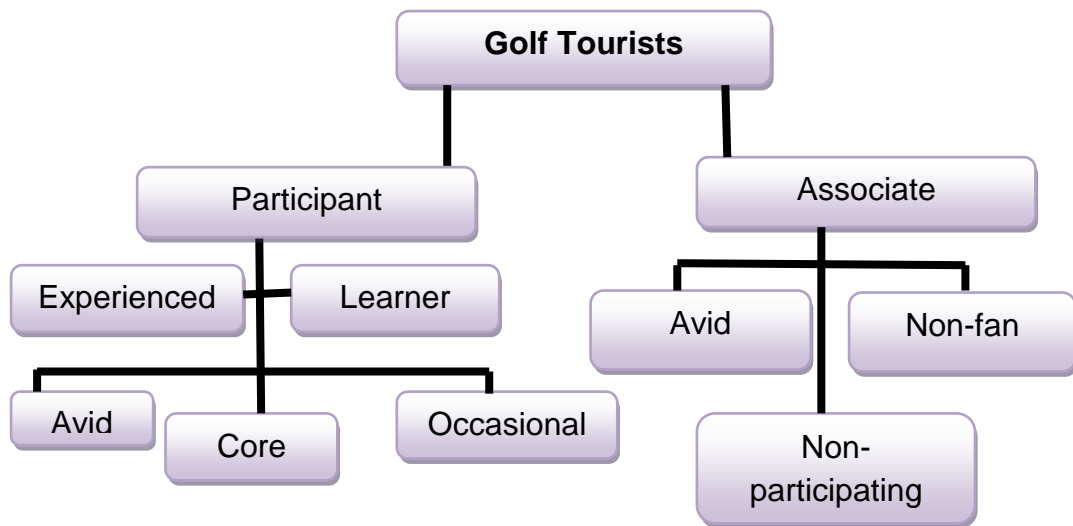 Golf Tourists
Participant
Associate
Experienced
Learner
Avid
Non-fan
Avid
Core
Occasional
Non-
participating